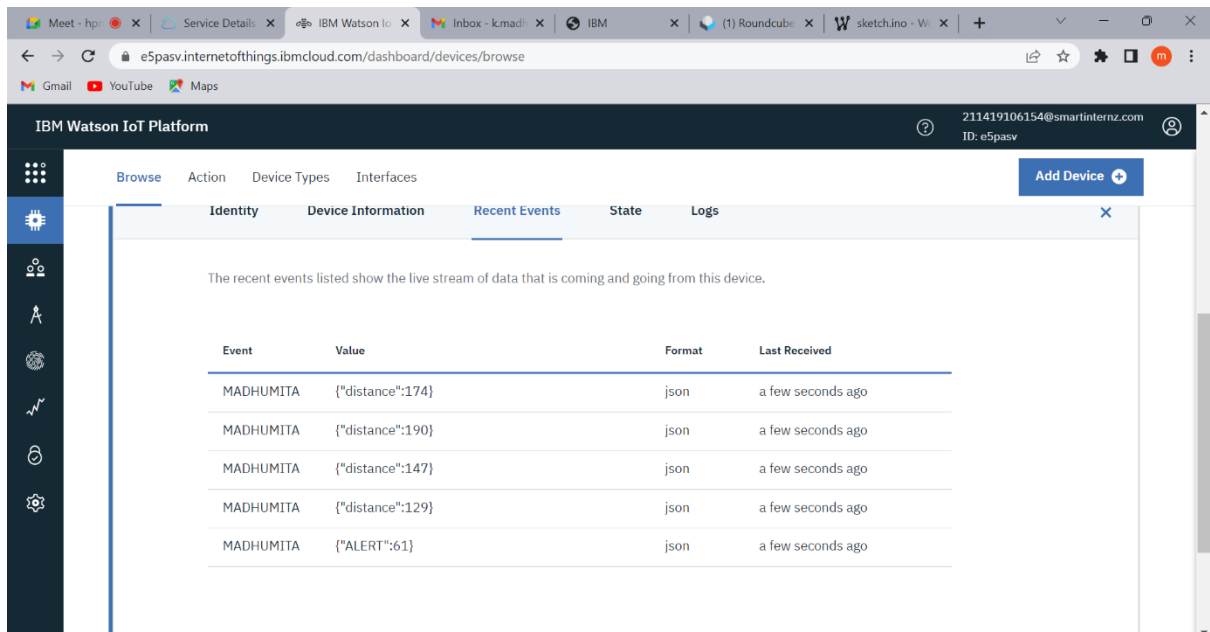 Meet - hpr Service Details IBM Watson Io Inbox - k.madh IBM (1) Roundcube sketch.ino - W
e5pasv.internetofthings.ibmcloud.com/dashboard/devices/browse m
Gmail YouTube Maps
IBM Watson IoT Platform 211419106154@smartinternz.com
ID: e5pasv
Browse Action Device Types Interfaces Add Device
Identity Device Information Recent Events State Logs
The recent events listed show the live stream of data that is coming and going from this device.
Event Value Format Last Received
MADHUMITA {"distance":174} json a few seconds ago
MADHUMITA {"distance":190} json a few seconds ago
MADHUMITA {"distance":147} json a few seconds ago
MADHUMITA {"distance":129} json a few seconds ago
MADHUMITA {"ALERT":61} json a few seconds ago